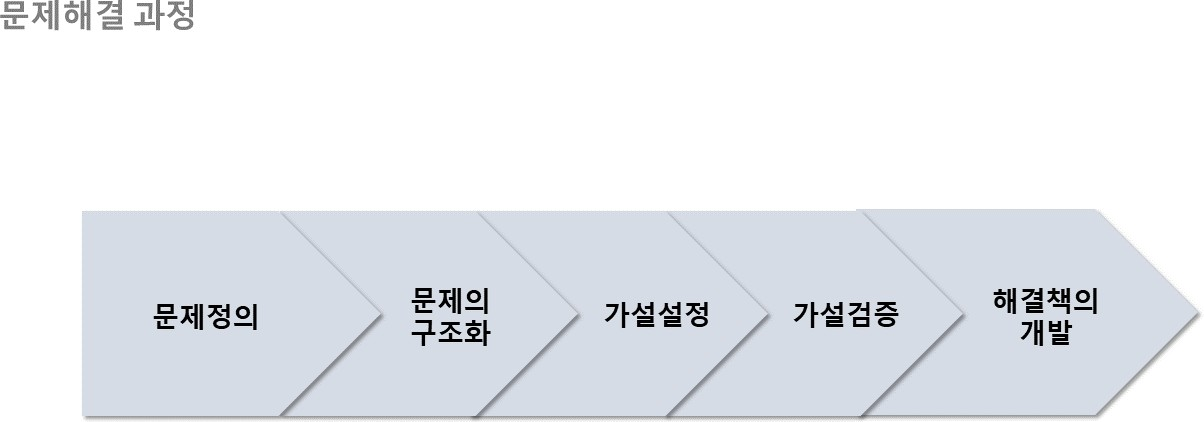 문제해결 과정
문제정의
문제의
구조화
가설설정
가설검증
해결책의
개발